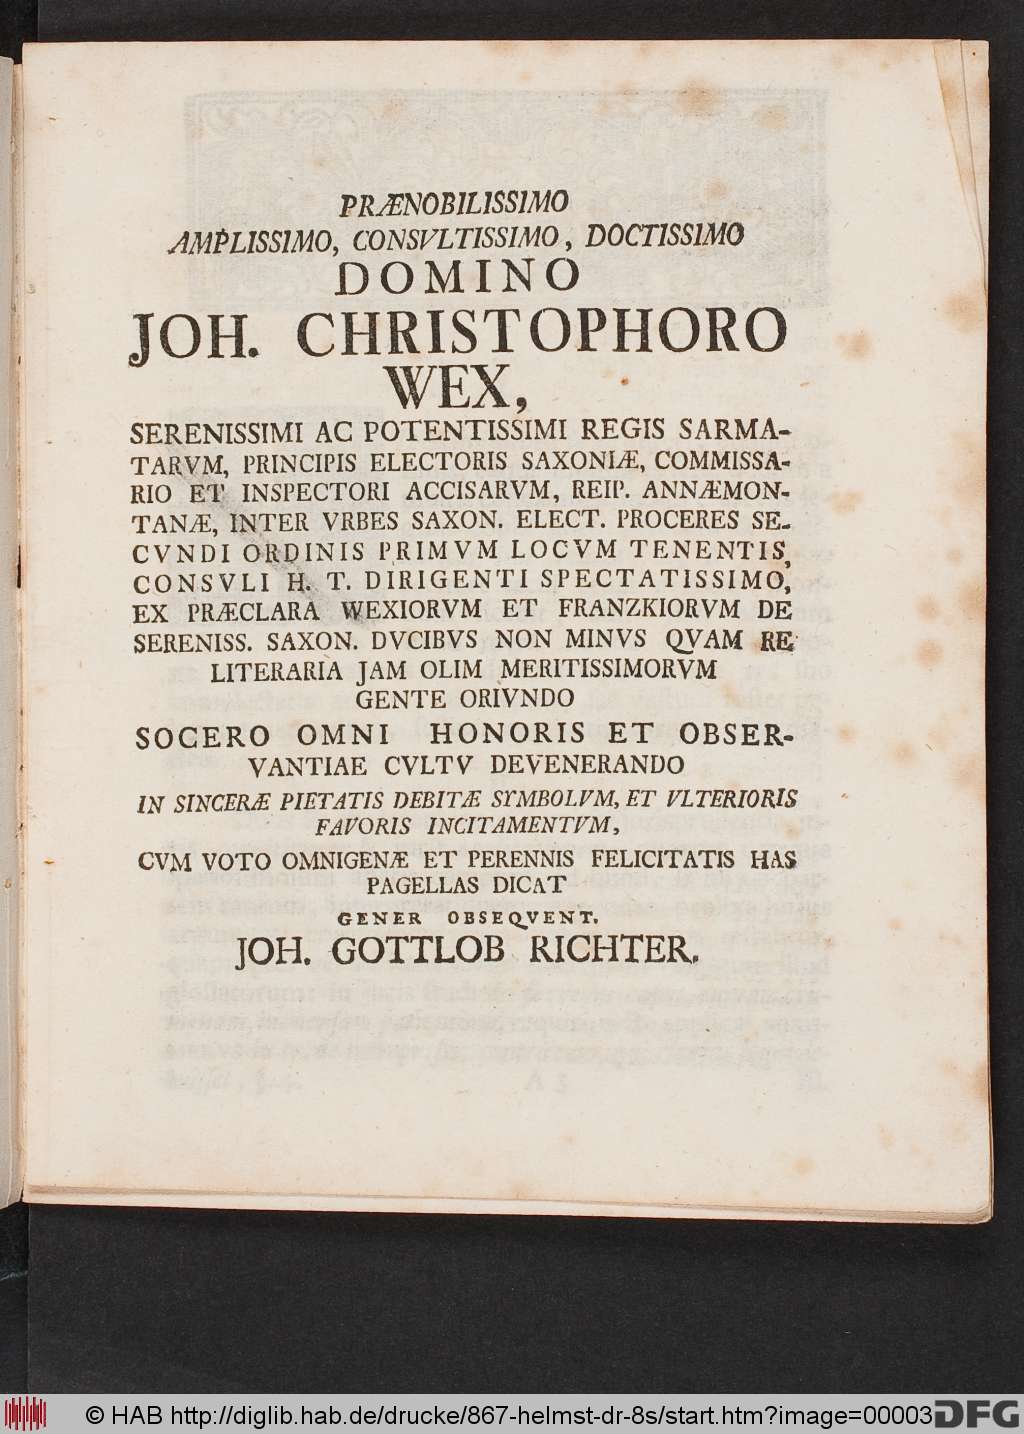 PRÆNOBILISSIMO
AMPLISSIMO, CONSVLTISSIMO, DOCTISSIMO
DOMINO
JOH. CHRISTOPHORO
WEX,
SERENISSIMI AC POTENTISSIMI REGIS SARMA-
TARVM, PRINCIPIS ELECTORIS SAXONIÆ, COMMISSA-
RIO ET INSPECTORI ACCISARVM, REIP. ANNÆMON-
TANÆ, INTER VRBES SAXON. ELECT. PROCERES SE-
CVNDI ORDINIS PRIMVM LOCVM TENENTIS,
CONSVLI H. T. DIRIGENTI SPECTATISSIMO,
EX PRÆCLARA WEXIORVM ET FRANZKIORVM DE
SERENISS. SAXON. DVCIBVS NON MINVS QVAM RE
LITERARIA JAM OLIM MERITISSIMORVM
GENTE ORIVNDO
SOCERO OMNI HONORIS ET OBSER-
VANTIAE CVLTV DEVENERANDO
IN SINCERÆ PIETATIS DEBITÆ SYMBOLVM, ET VLTERIORIS
FAVORIS INCITAMENTVM,
CVM VOTO OMNIGENÆ ET PERENNIS FELICITATIS HAS
PAGELLAS DICAT
GENER OBSEQVENT.
JOH. GOTTLOB RICHTER.
© HAB http://diglib.hab.de/drucke/867-helmst-dr-8s/start.htm?image=00003
DFG